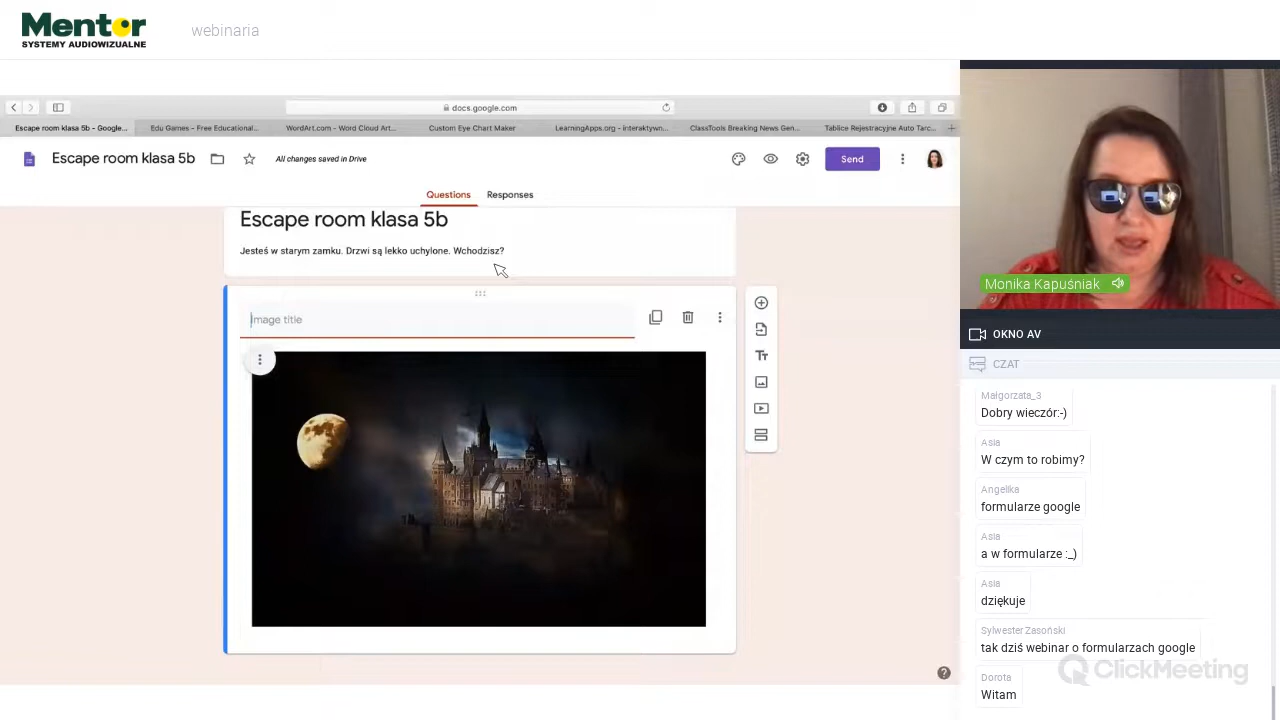 Mentor
SYSTEMY AUDIOWIZUALNE
webinaria
docs.google.com
Escape room klasa 5b - Google...
Edu Games - Free Educational...
WordArt.com - Word Cloud Art...
Custom Eye Chart Maker
LearningApps.org - interaktywn...
ClassTools Breaking News Gen...
Tablice Rejestracyjne Auto Tarc...
Escape room klasa 5b
All changes saved in Drive
Send
Questions
Responses
Escape room klasa 5b
Jesteś w starym zamku. Drzwi są lekko uchylone. Wchodzisz?
Image title
Monika Kapuśniak
OKNO AV
CZAT
Małgorzata_3
Dobry wieczór:-)
Asia
W czym to robimy?
Angelika
formularze google
Asia
a w formularze :_)
Asia
dziękuje
Sylwester Zasoński
tak dziś webinar o formularzach google
Dorota
Witam
ClickMeeting